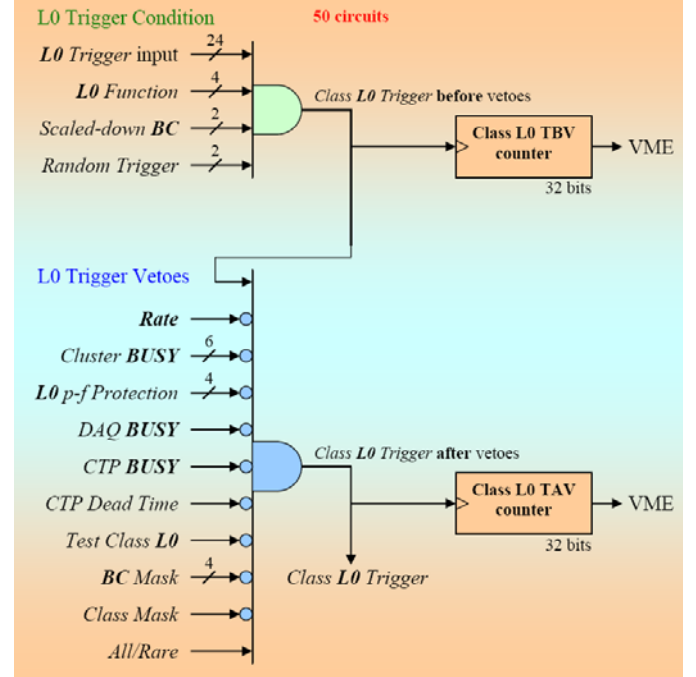 L0 Trigger Condition
50 circuits
L0 Trigger input
24
L0 Function
4
Class L0 Trigger before vetoes
Scaled-down BC
2
Random Trigger
2
Class L0 TBV
counter
VME
32 bits
L0 Trigger Vetoes
Rate
Cluster BUSY
6
L0 p-f Protection
4
DAQ BUSY
CTP BUSY
Class L0 Trigger after vetoes
CTP Dead Time
Class L0 TAV
counter
VME
32 bits
Test Class L0
BC Mask
4
Class L0 Trigger
Class Mask
All/Rare